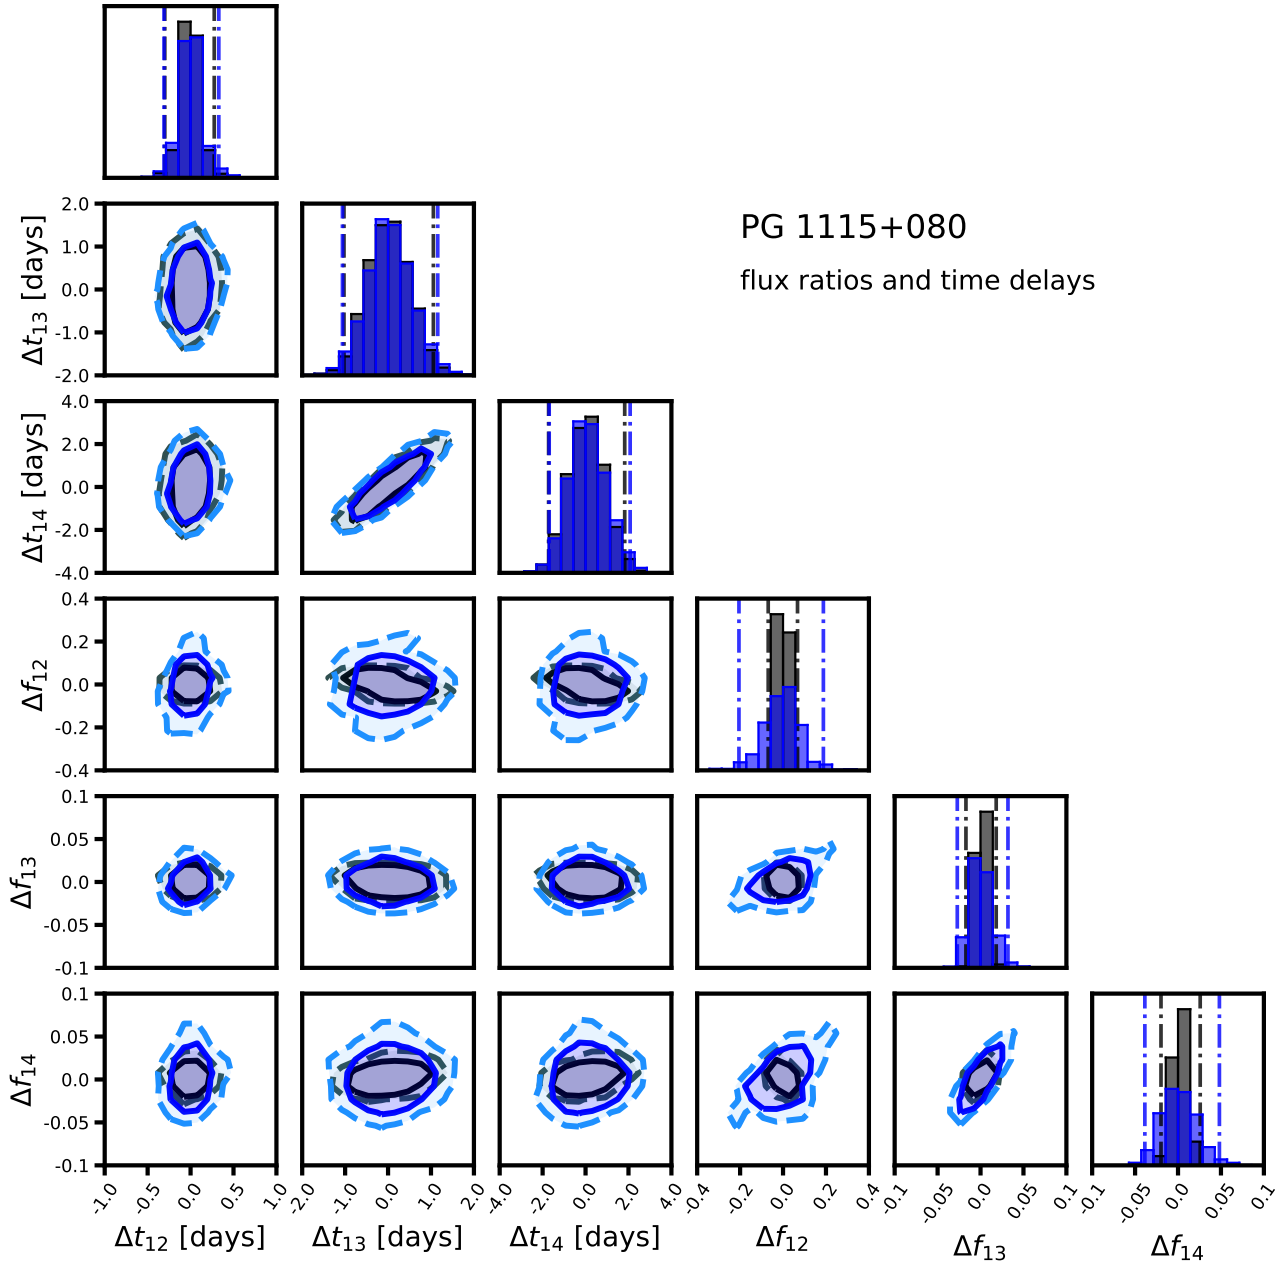 2.0
1.0
0.0
-1.0
-2.0
Δt13 [days]
PG 1115+080
flux ratios and time delays
4.0
2.0
0.0
-2.0
-4.0
Δt14 [days]
0.4
0.2
0.0
-0.2
-0.4
Δf12
0.1
0.05
0.0
-0.05
-0.1
Δf13
0.1
0.05
0.0
-0.05
-0.1
Δf14
-1.0 -0.5 0.0 0.5 1.0
-2.0 -1.0 0.0 1.0 2.0
-4.0 -2.0 0.0 2.0 4.0
-0.4 -0.2 0.0 0.2 0.4
-0.1 -0.05 0.0 0.05 0.1
-0.1 -0.05 0.0 0.05 0.1
Δt12 [days]
Δt13 [days]
Δt14 [days]
Δf12
Δf13
Δf14